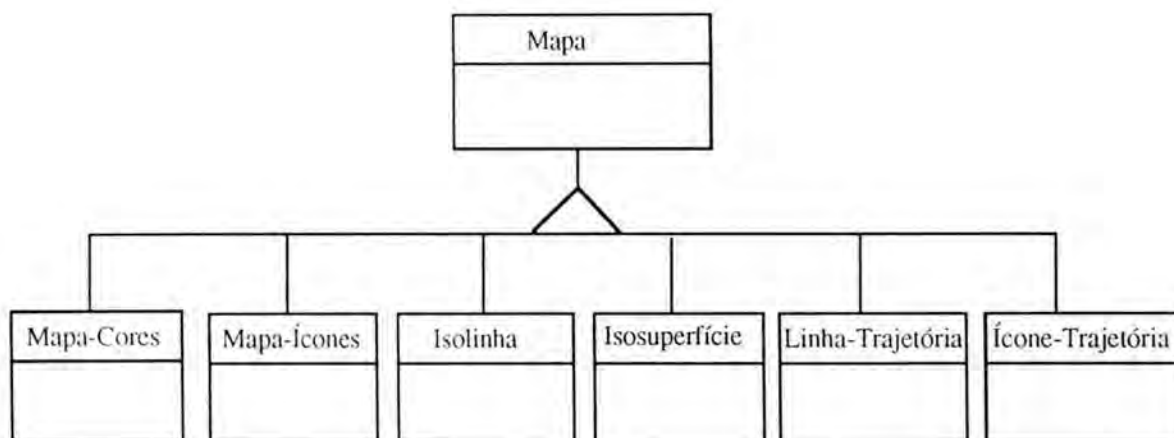 Mapa
Mapa-Cores
Mapa-Ícones
Isolinha
Isosuperfície
Linha-Trajetória
Ícone-Trajetória